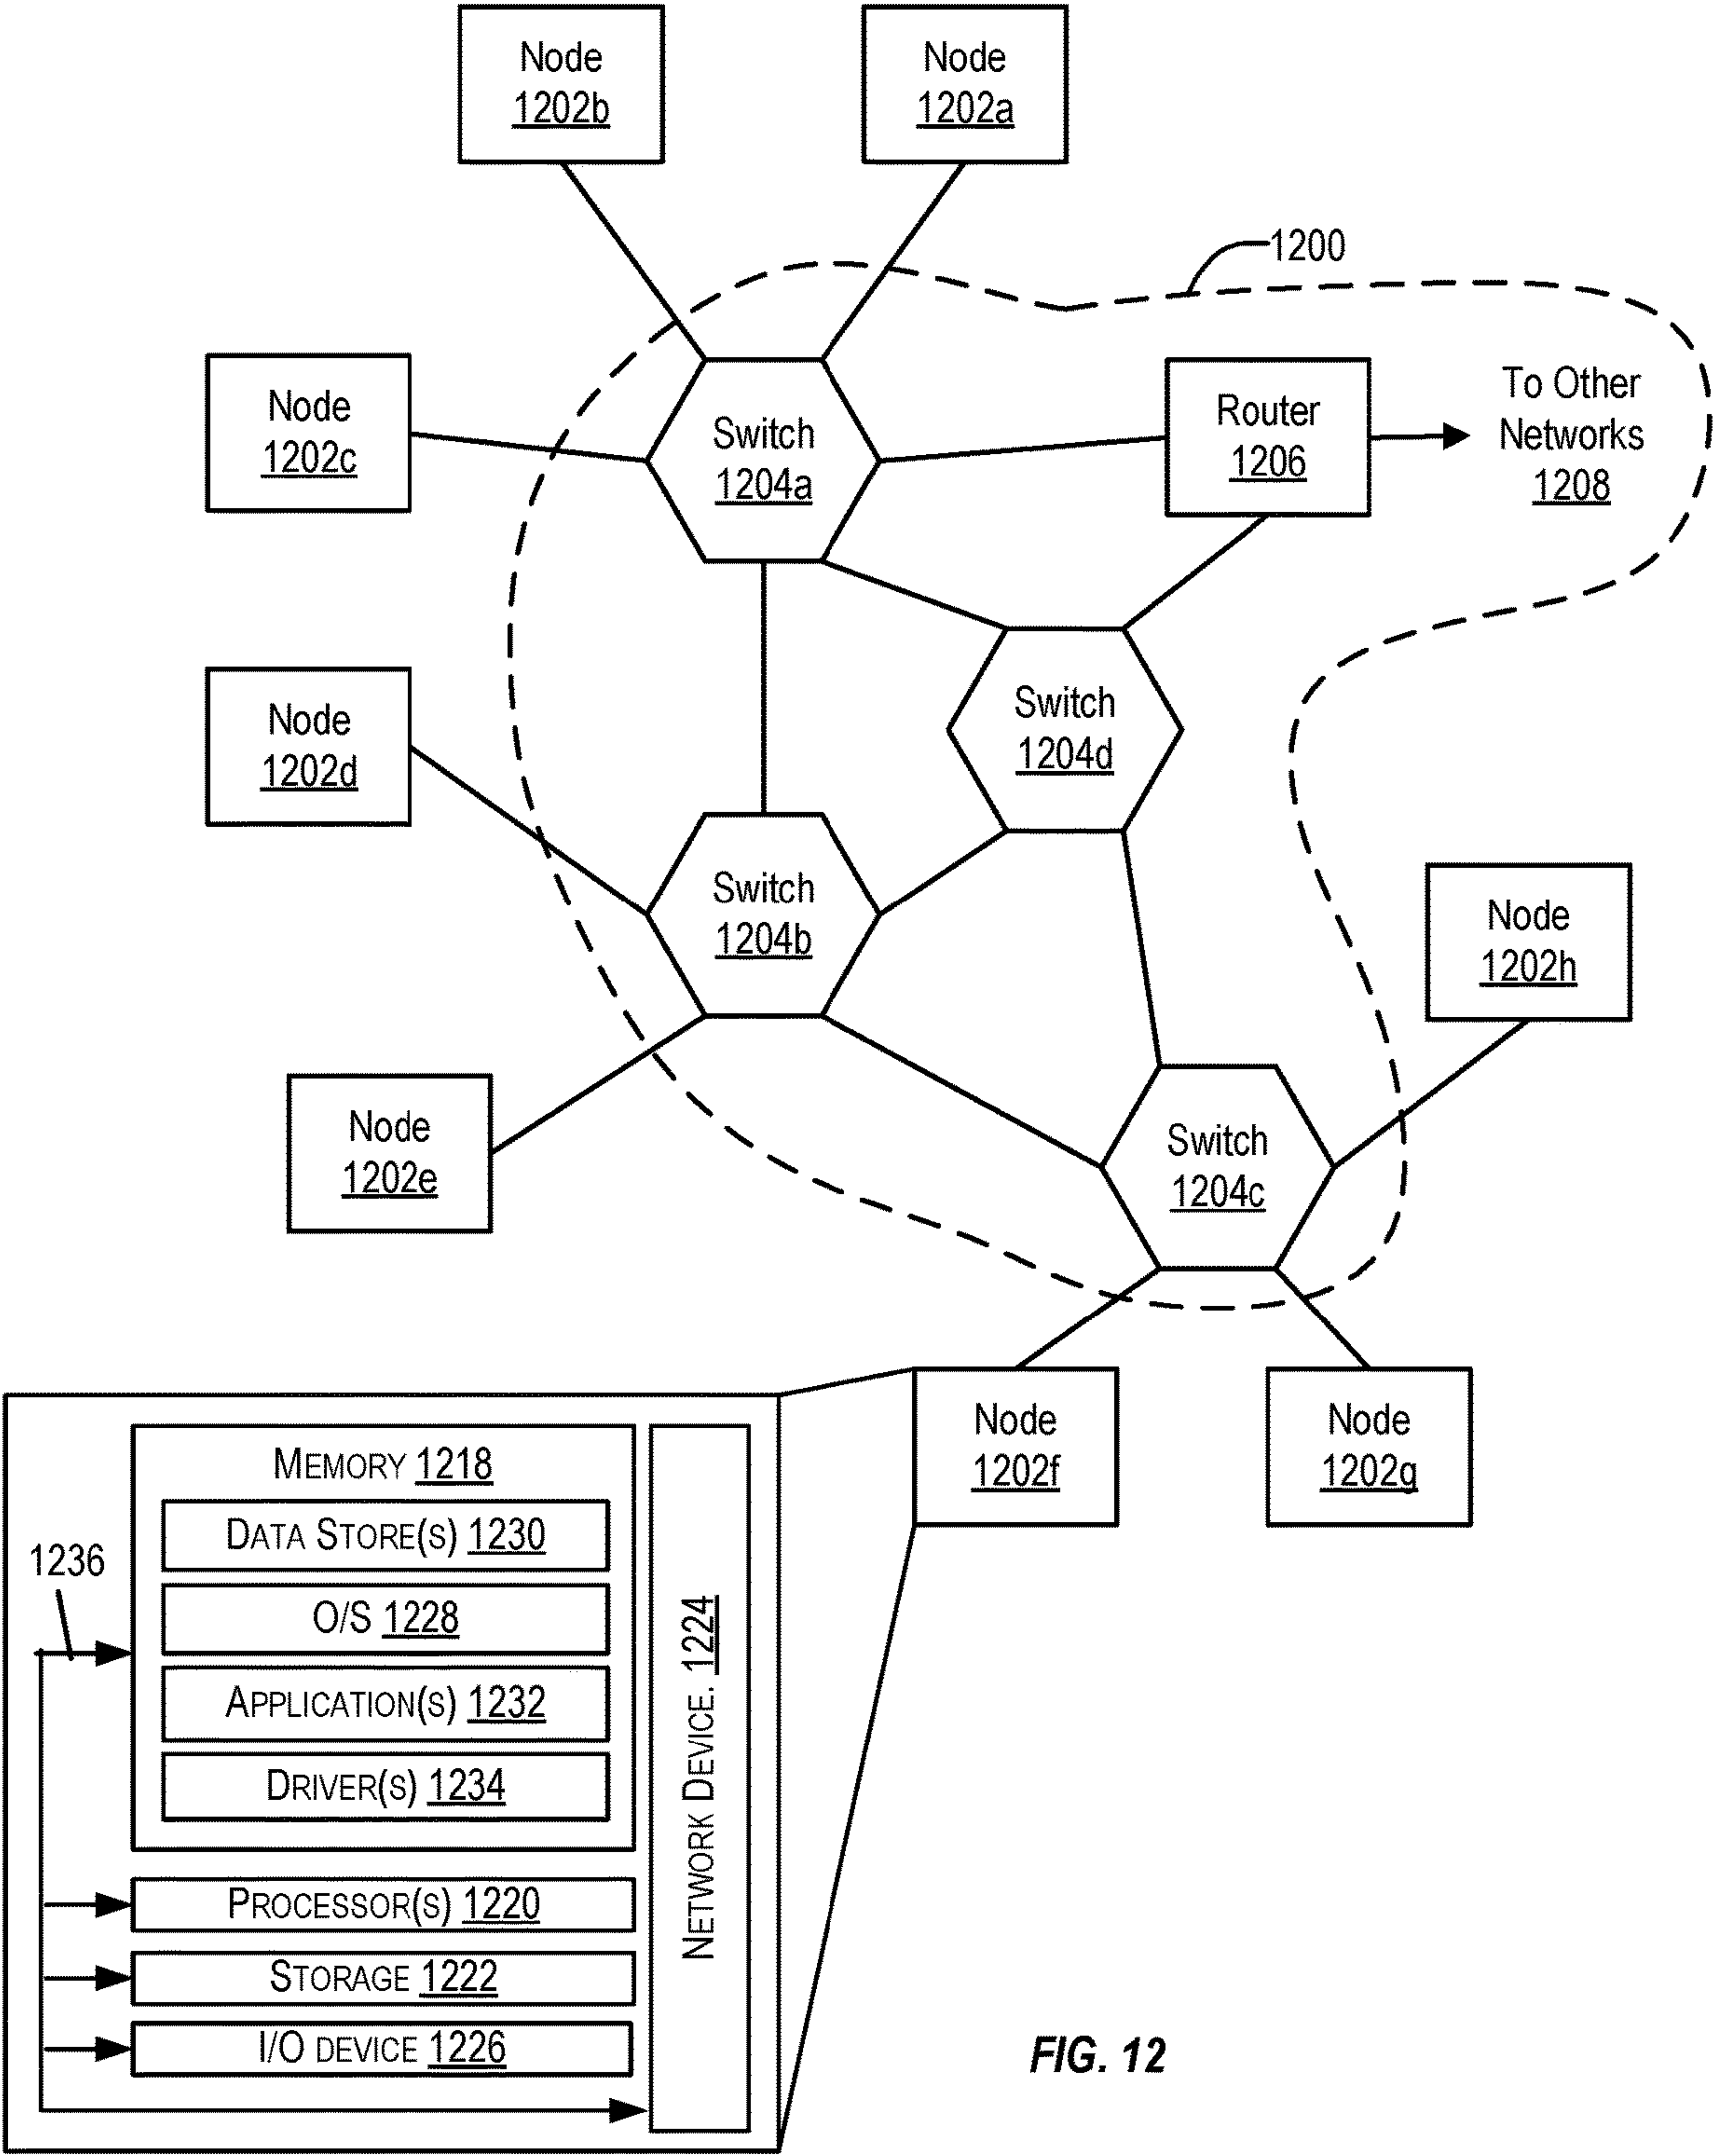 Node
1202b
Node
1202a
1200
Node
1202c
Switch
1204a
Router
1206
To Other
Networks
1208
Node
1202d
Switch
1204d
Switch
1204b
Node
1202h
Node
1202e
Switch
1204c
Node
1202f
Node
1202g
MEMORY 1218
DATA STORE(S) 1230
1236
O/S 1228
APPLICATION(S) 1232
DRIVER(S) 1234
NETWORK DEVICE. 1224
PROCESSOR(S) 1220
STORAGE 1222
I/O DEVICE 1226
FIG. 12